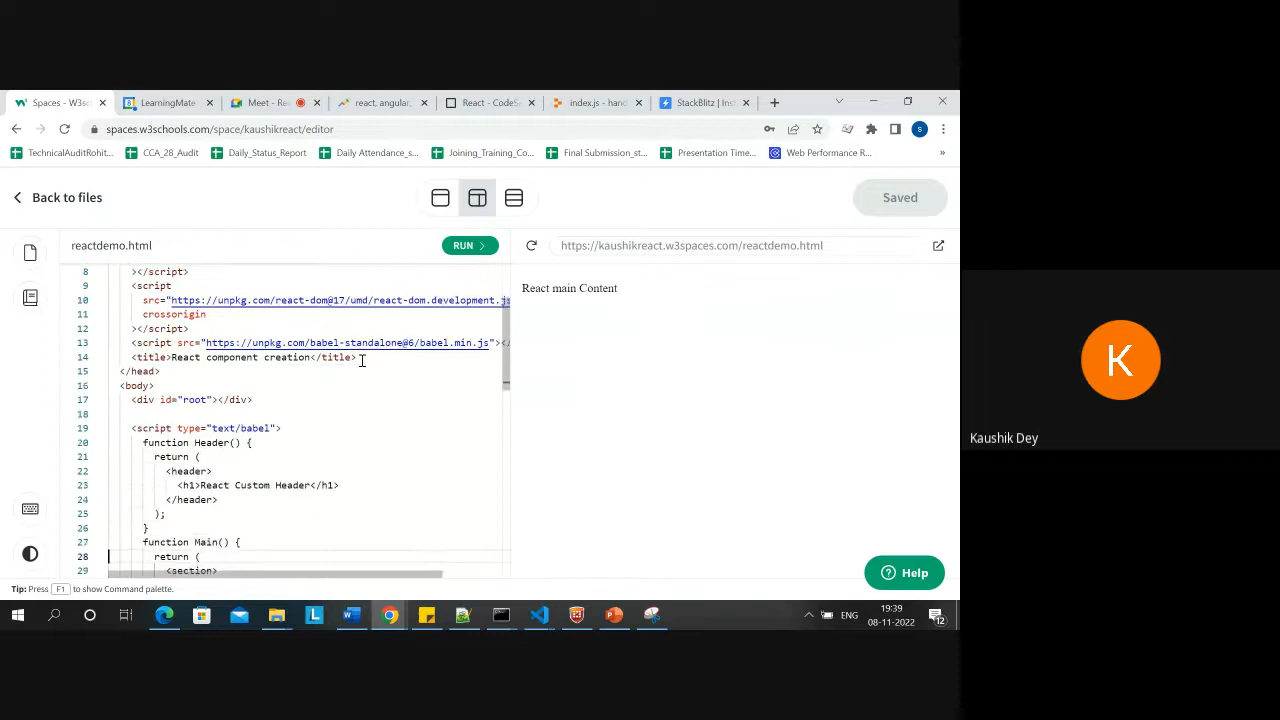 Spaces - W3sc
LearningMate
Meet - Rea
react, angular,
React - CodeSa
index.js - hand
StackBlitz | Inst
spaces.w3schools.com/space/kaushikreact/editor
S
TechnicalAuditRohit...
CCA_28_Audit
Daily_Status_Report
Daily Attendance_s...
Joining_Training_Co...
Final Submission_st...
Presentation Time...
Web Performance R...
»
Back to files
Saved
reactdemo.html
RUN
https://kaushikreact.w3spaces.com/reactdemo.html
8 ></script>
9 <script
10 src="https://unpkg.com/react-dom@17/umd/react-dom.development.js
11 crossorigin
12 ></script>
13 <script src="https://unpkg.com/babel-standalone@6/babel.min.js"></
14 <title>React component creation</title>
15 </head>
16 <body>
17 <div id="root"></div>
18
19 <script type="text/babel">
20 function Header() {
21 return (
22 <header>
23 <h1>React Custom Header</h1>
24 </header>
25 );
26 }
27 function Main() {
28 return (
29 <section>
React main Content
K
Kaushik Dey
Help
Tip: Press F1 to show Command palette.
ENG
19:39
08-11-2022
12